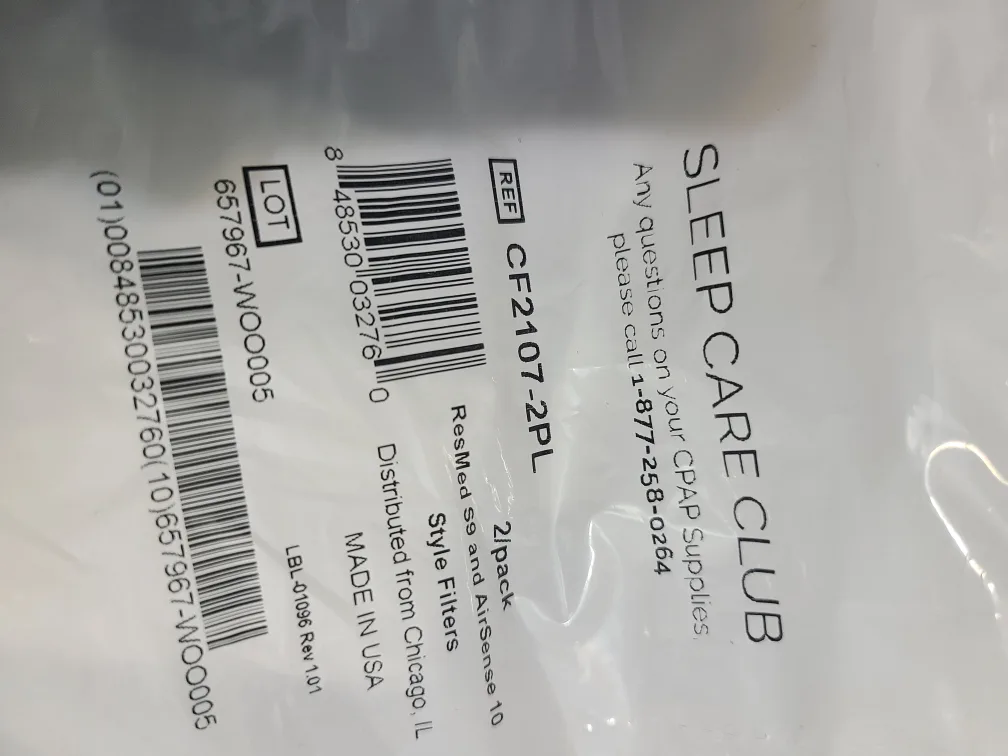 SLEEP CARE CLUB
Any questions on your CPAP Supplies,
please call 1-877-258-0264
REF CF2107-2PL
2/pack
ResMed S9 and AirSense 10
Style Filters
8 48530 03276 0
Distributed from Chicago, IL
MADE IN USA
LOT
657967-WOO005
LBL-01096 Rev 1.01
(01)00848530032760(10)657967-WOO005